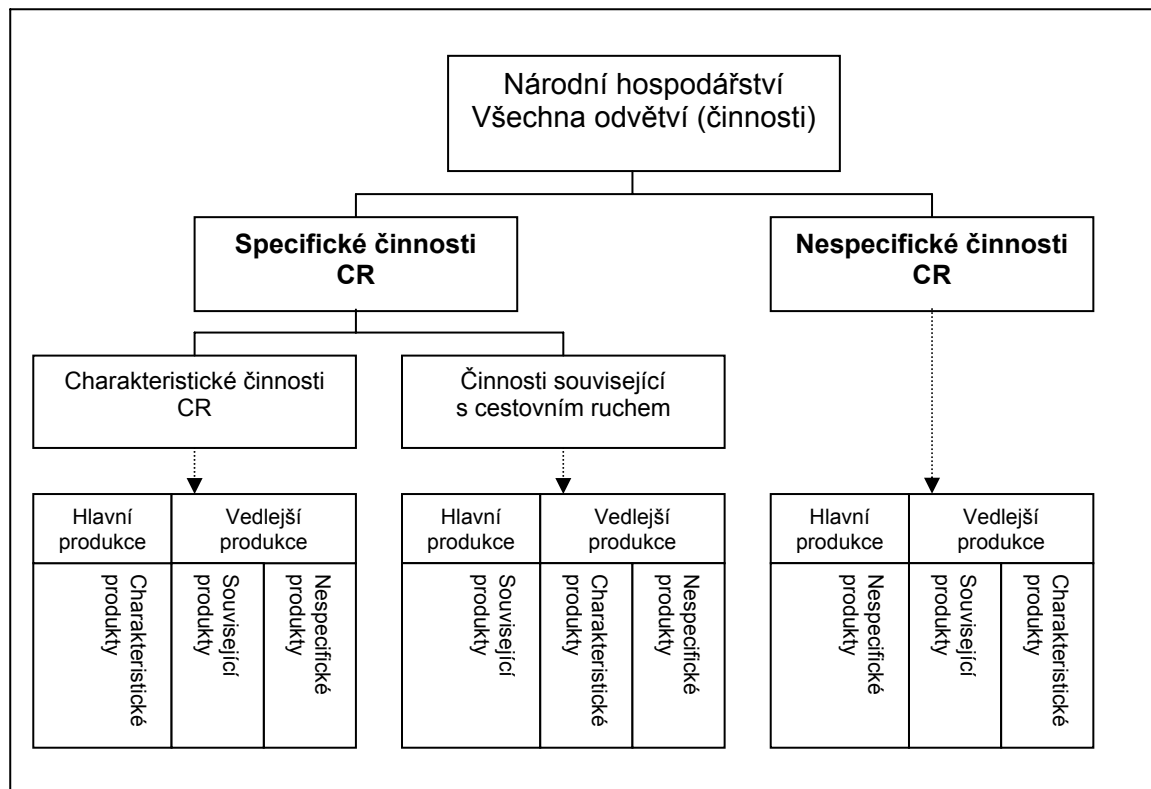 Národní hospodářství
Všechna odvětví (činnosti)
Specifické činnosti
CR
Nespecifické činnosti
CR
Charakteristické činnosti
CR
Činnosti související
s cestovním ruchem
Hlavní
produkce
Vedlejší
produkce
Charakteristické
produkty
Související
produkty
Nespecifické
produkty
Hlavní
produkce
Vedlejší
produkce
Související
produkty
Charakteristické
produkty
Nespecifické
produkty
Hlavní
produkce
Vedlejší
produkce
Nespecifické
produkty
Související
produkty
Charakteristické
produkty